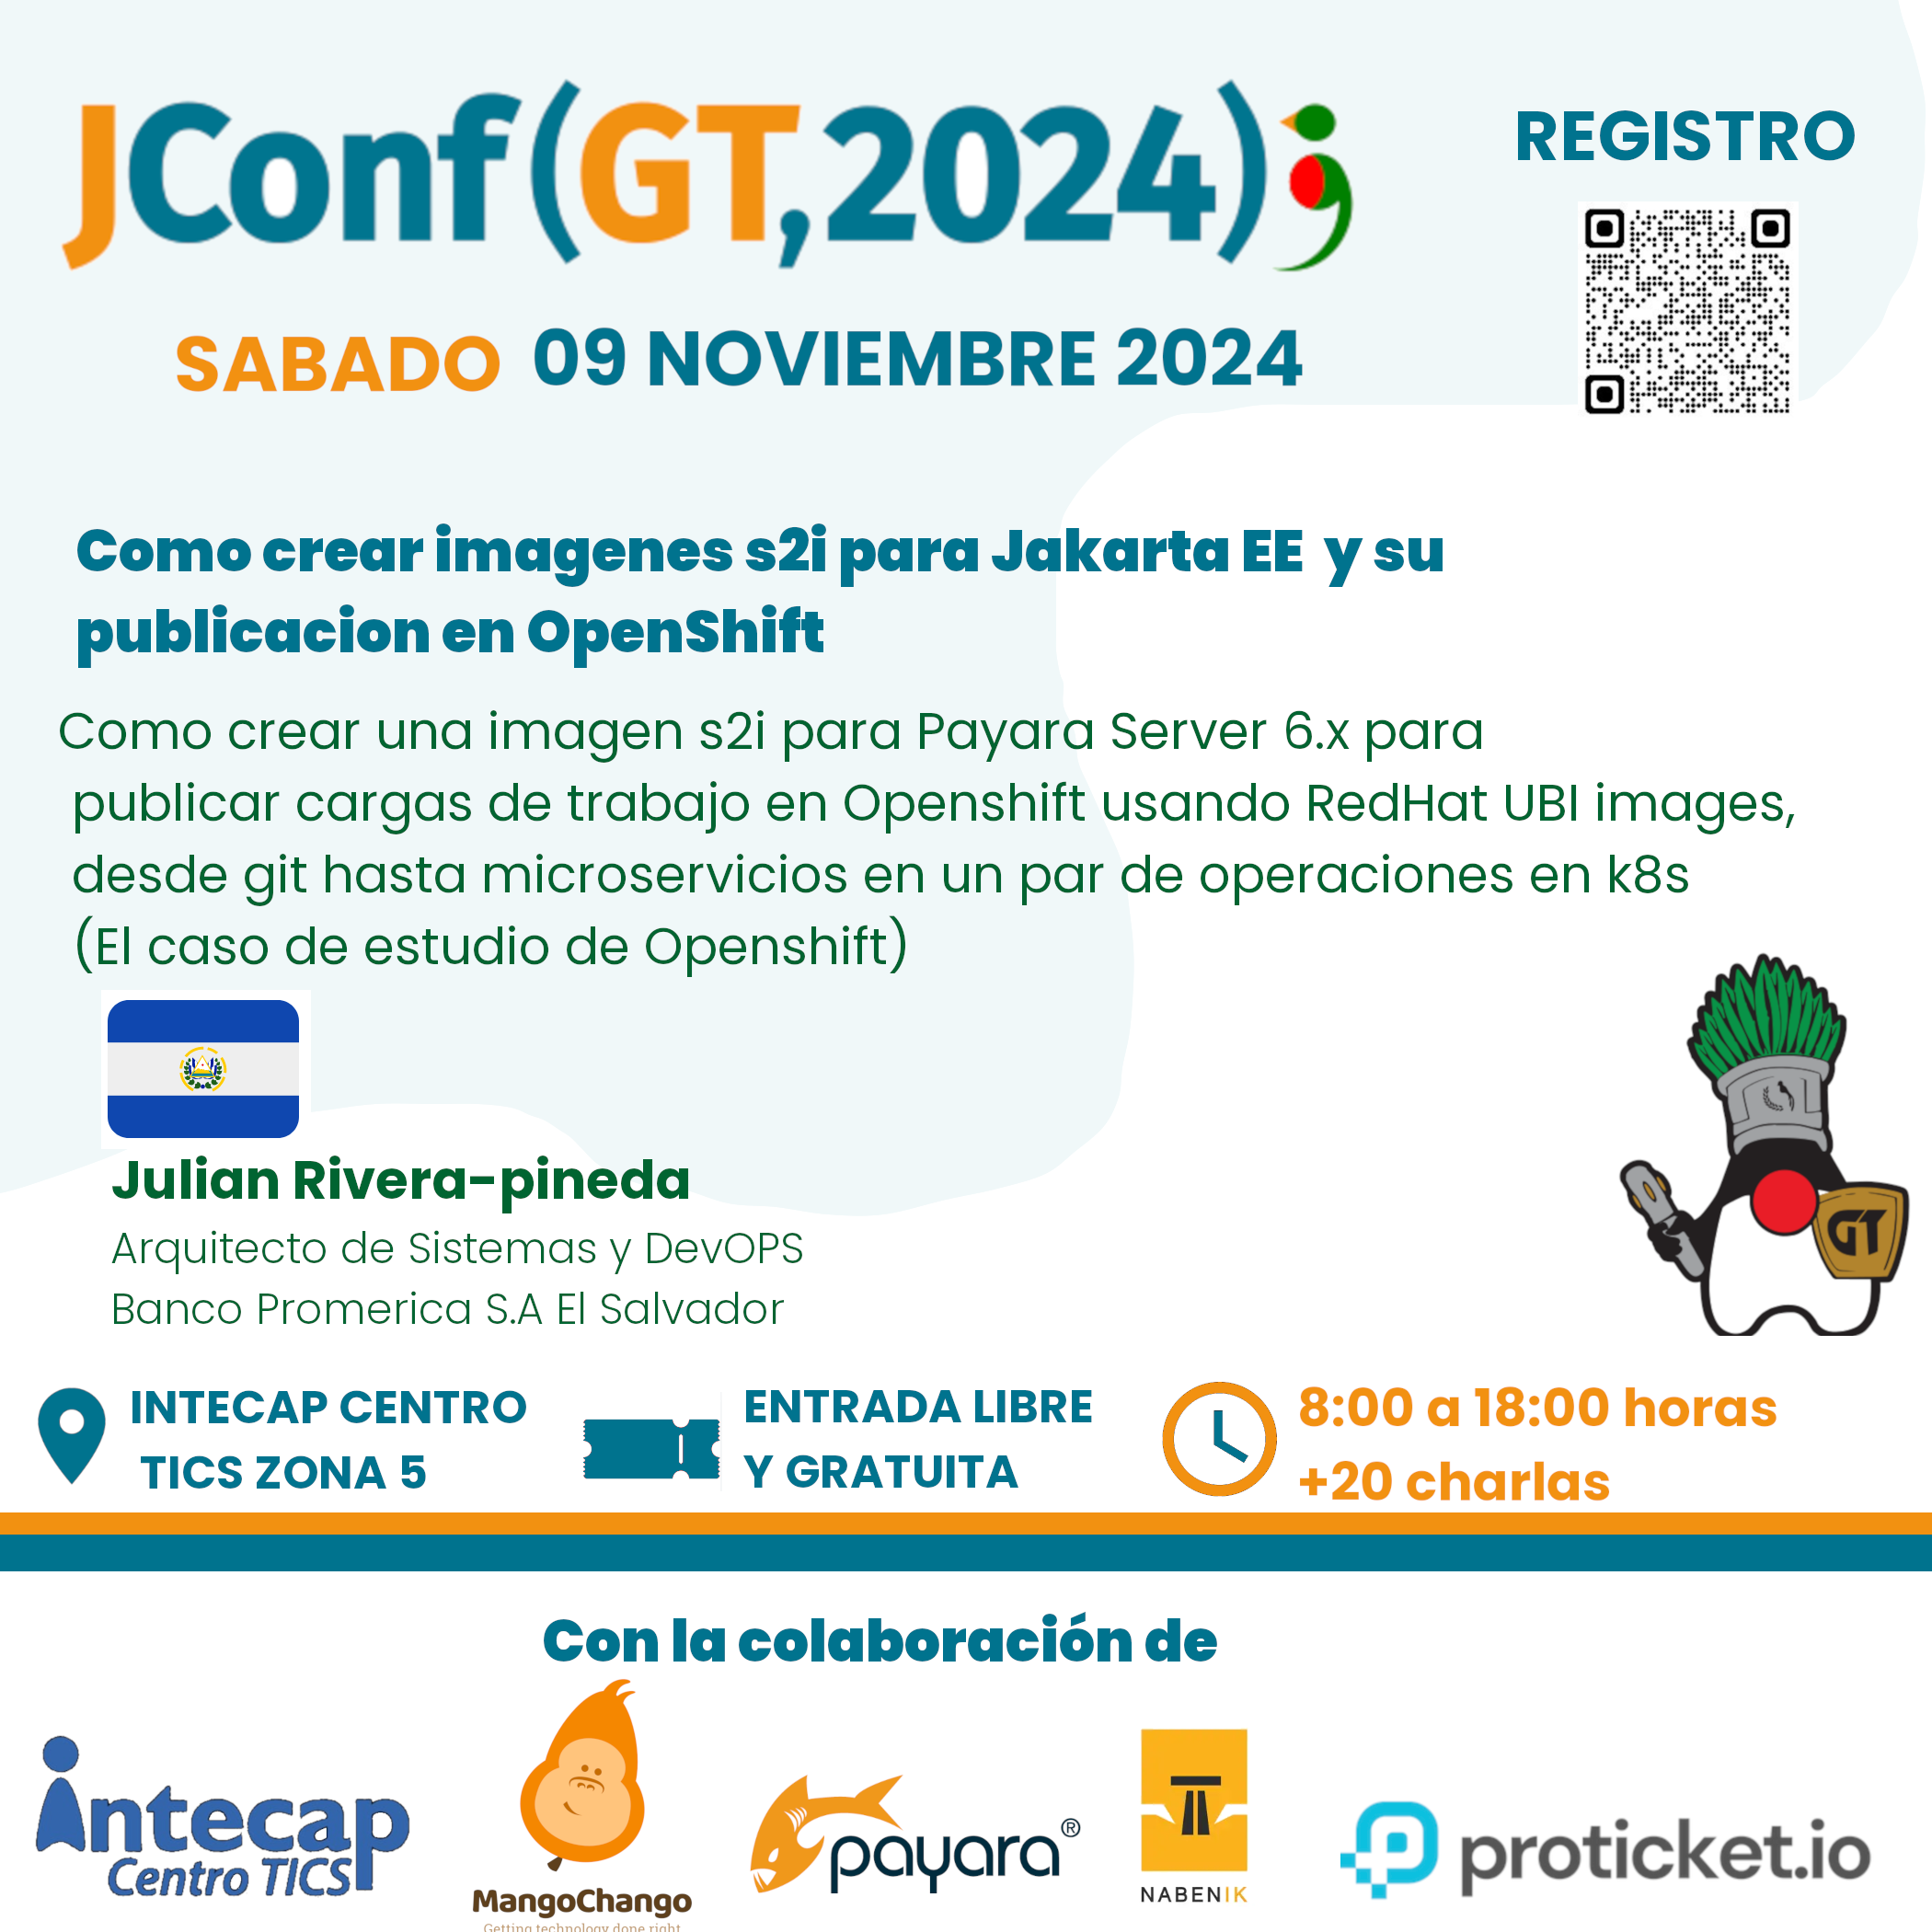 JConf(GT,2024);
REGISTRO
SABADO 09 NOVIEMBRE 2024
Como crear imagenes s2i para Jakarta EE y su
publicacion en OpenShift
Como crear una imagen s2i para Payara Server 6.x para
publicar cargas de trabajo en Openshift usando RedHat UBI images,
desde git hasta microservicios en un par de operaciones en k8s
(El caso de estudio de Openshift)
GT
Julian Rivera-pineda
Arquitecto de Sistemas y DevOPS
Banco Promerica S.A El Salvador
INTECAP CENTRO
TICS ZONA 5
ENTRADA LIBRE
Y GRATUITA
8:00 a 18:00 horas
+20 charlas
Con la colaboración de
intecap
Centro TICS
MangoChango
Getting technology done right
payara®
NABENIK
proticket.io